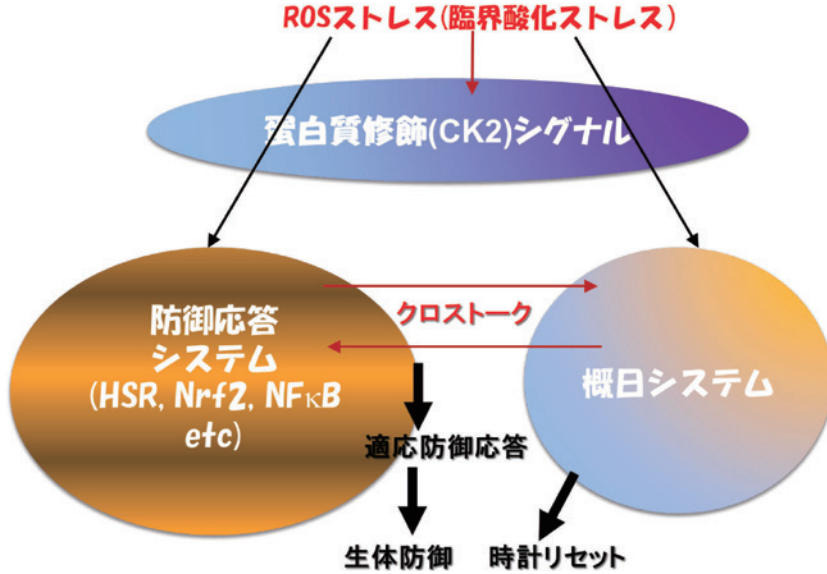 ROSストレス(臨界酸化ストレス)
蛋白質修飾(CK2)シグナル
防御応答
システム
(HSR, Nrf2, NFκB
etc)
クロストーク
概日システム
適応防御応答
生体防御
時計リセット